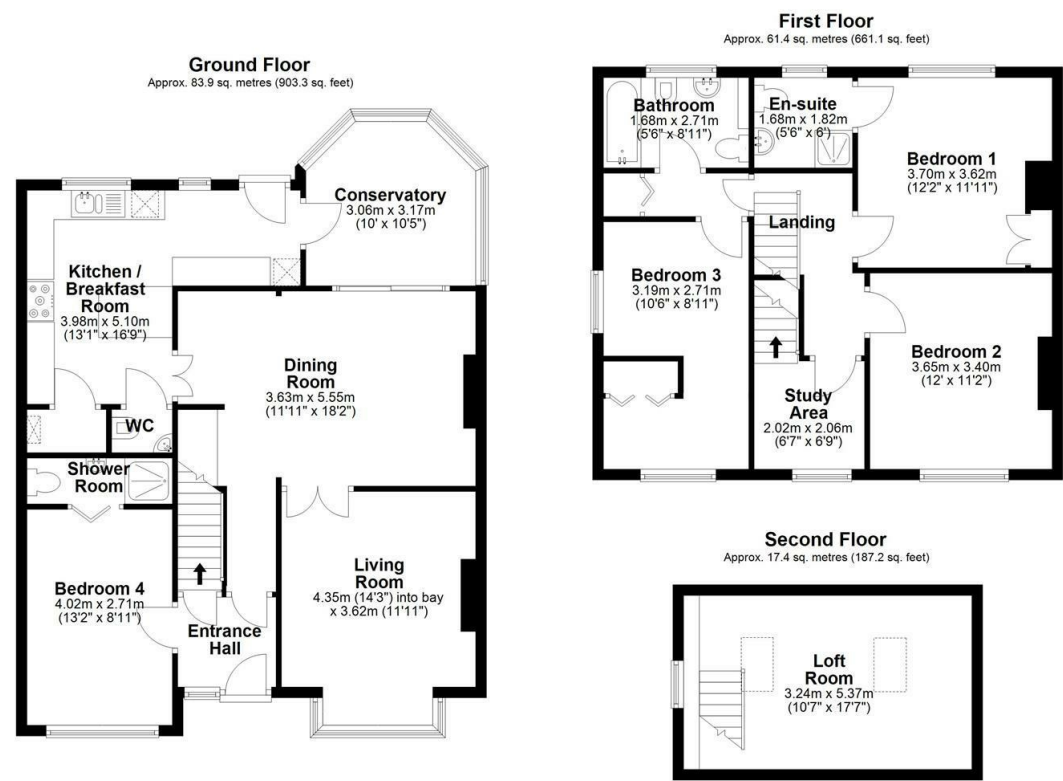 Ground Floor
Approx. 83.9 sq. metres (903.3 sq. feet)
Conservatory
3.06m x 3.17m
(10' x 10'5")
Kitchen /
Breakfast
Room
3.98m x 5.10m
(13'1" x 16'9")
Dining
Room
3.63m x 5.55m
(11'11" x 18'2")
WC
Shower
Room
Bedroom 4
4.02m x 2.71m
(13'2" x 8'11")
Entrance
Hall
Living
Room
4.35m (14'3") into bay
x 3.62m (11'11")
First Floor
Approx. 61.4 sq. metres (661.1 sq. feet)
Bathroom
1.68m x 2.71m
(5'6" x 8'11")
En-suite
1.68m x 1.82m
(5'6" x 6')
Bedroom 1
3.70m x 3.62m
(12'2" x 11'11")
Landing
Bedroom 3
3.19m x 2.71m
(10'6" x 8'11")
Bedroom 2
3.65m x 3.40m
(12' x 11'2")
Study
Area
2.02m x 2.06m
(6'7" x 6'9")
Second Floor
Approx. 17.4 sq. metres (187.2 sq. feet)
Loft
Room
3.24m x 5.37m
(10'7" x 17'7")